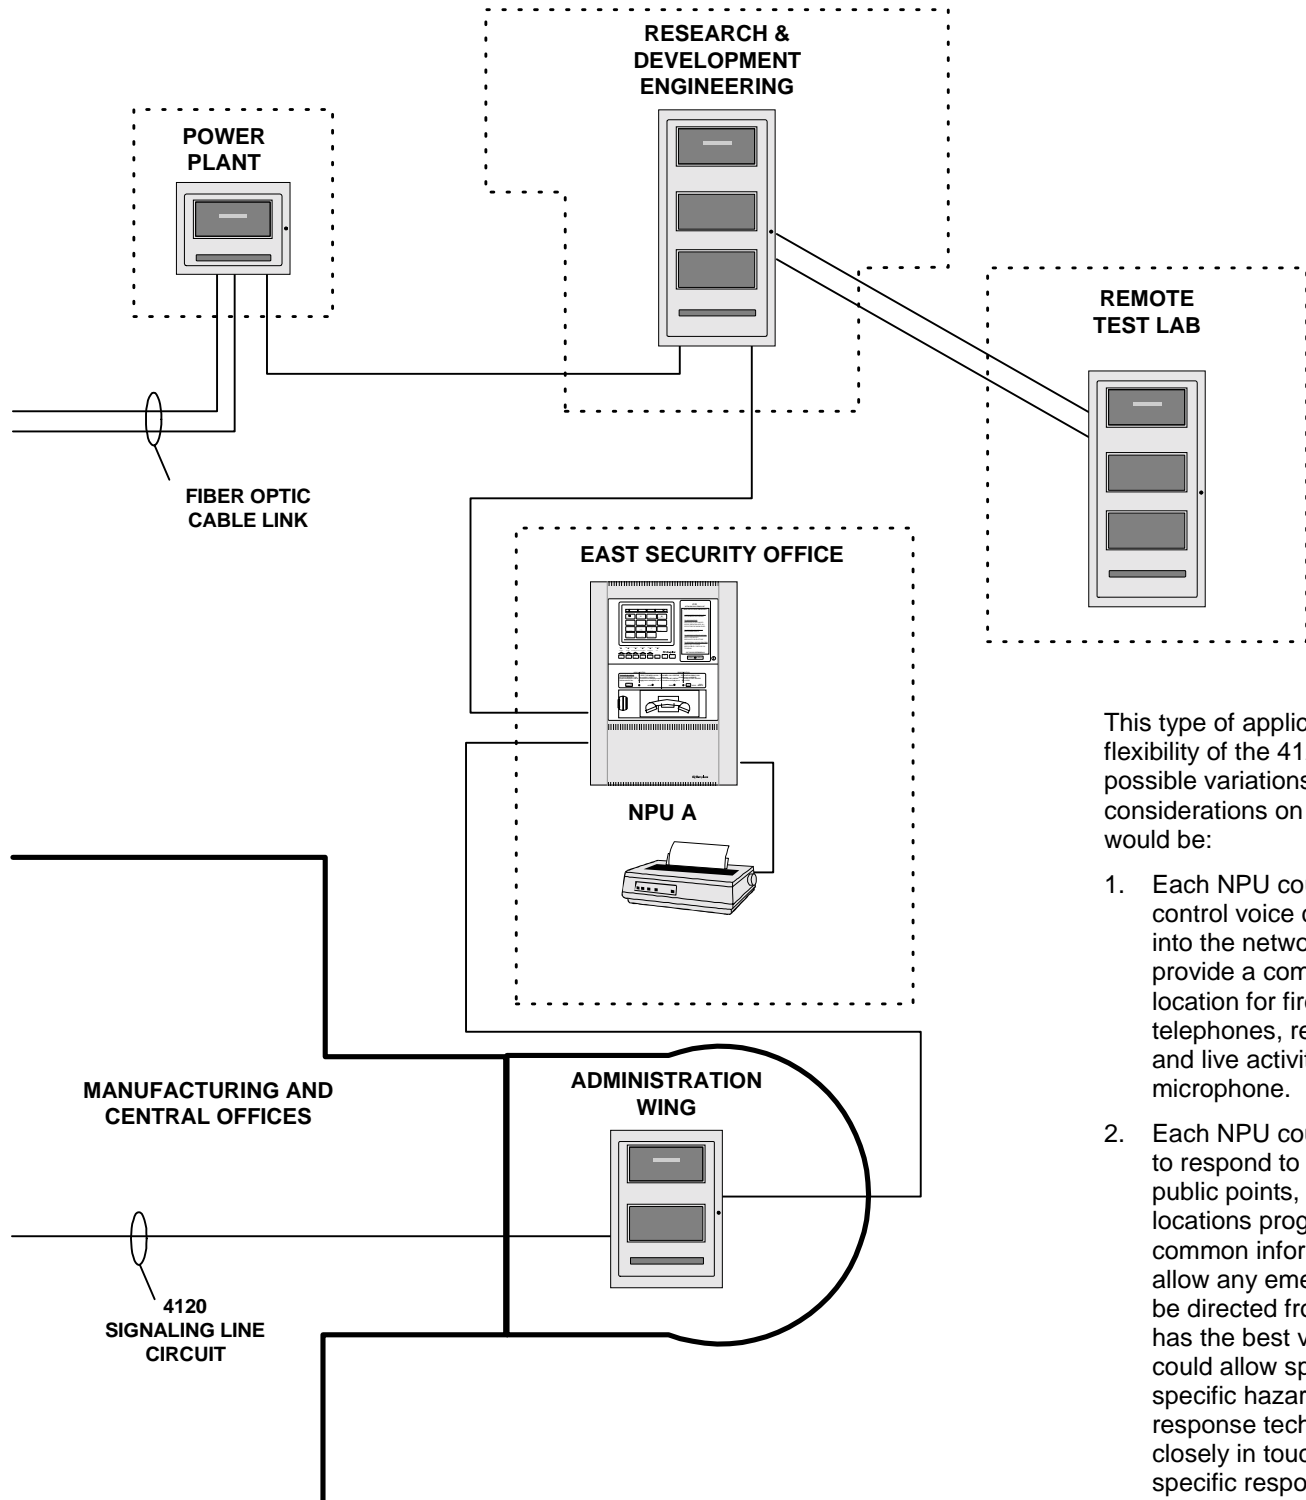 RESEARCH &
DEVELOPMENT
ENGINEERING
POWER
PLANT
REMOTE
TEST LAB
FIBER OPTIC
CABLE LINK
EAST SECURITY OFFICE
NPU A
MANUFACTURING AND
CENTRAL OFFICES
ADMINISTRATION
WING
4120
SIGNALING LINE
CIRCUIT
This type of applic
flexibility of the 41
possible variations
considerations on
would be:
1. Each NPU cou
control voice c
into the netwo
provide a com
location for fire
telephones, re
and live activit
microphone.
2. Each NPU cou
to respond to
public points,
locations prog
common infor
allow any eme
be directed fro
has the best v
could allow sp
specific hazar
response tech
closely in touc
specific respo